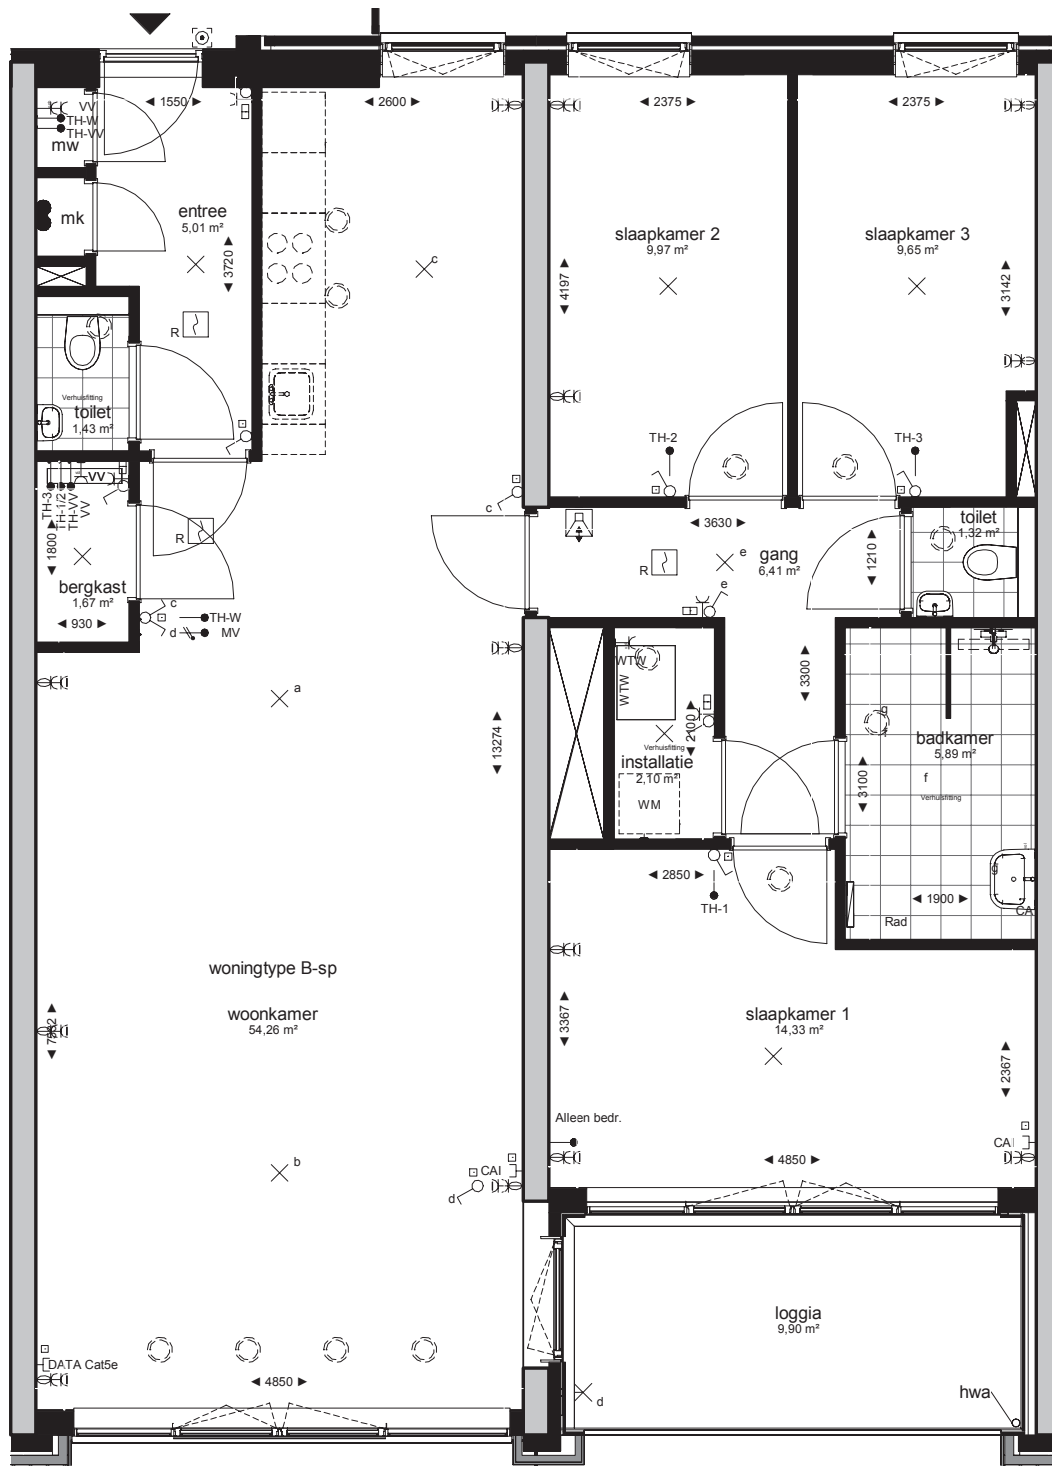 1550
2600
2375
2375
VV
TH-W
TH-VV
mw
mk
entree
5,01 m²
3720
R
c
slaapkamer 2
9,97 m²
4197
slaapkamer 3
9,65 m²
3142
Verhuisfitting
toilet
1,43 m²
TH-2
TH-3
VV
TH-3
TH-1/2
TH-VV
VV
1800
R
c
bergkast
1,67 m²
930
c
d
TH-W
MV
3630
R
e
e
gang
6,41 m²
1210
toilet
1,32 m²
a
13274
WTW
WTW
2100
Verhuisfitting
installatie
2,10 m²
WM
3300
g
f
badkamer
5,89 m²
f
Verhuisfitting
3100
1900
CAI
Rad
2850
TH-1
woningtype B-sp
woonkamer
54,26 m²
slaapkamer 1
14,33 m²
3367
2367
Alleen bedr.
CAI
b
CAI
d
4850
DATA Cat5e
4850
loggia
9,90 m²
d
hwa